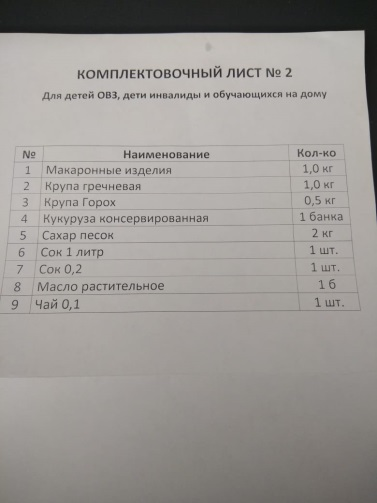 КОМПЛЕКТОВОЧНЫЙ ЛИСТ № 2
Для детей ОВЗ, дети инвалиды и обучающихся на дому
№ Наименование Кол-ко
1 Макаронные изделия 1,0 кг
2 Крупа гречневая 1,0 кг
3 Крупа Горох 0,5 кг
4 Кукуруза консервированная 1 банка
5 Сахар песок 2 кг
6 Сок 1 литр 1 шт.
7 Сок 0,2 1 шт.
8 Масло растительное 1 б
9 Чай 0,1 1 шт.